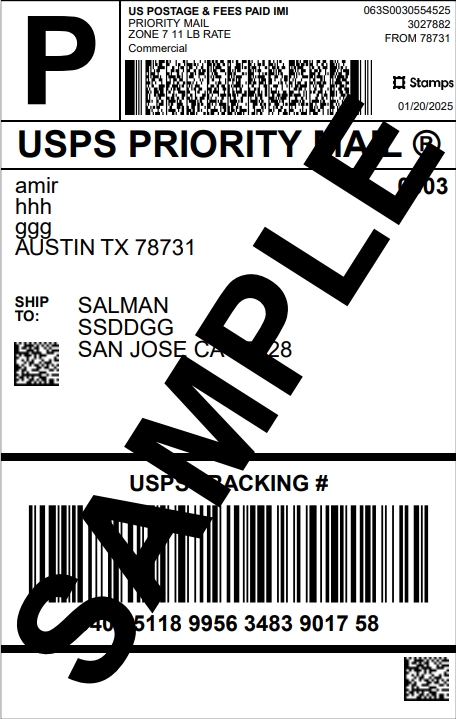 P
US POSTAGE & FEES PAID IMI
PRIORITY MAIL
ZONE 7 11 LB RATE
Commercial
063S0030554525
3027882
FROM 78731
Stamps
01/20/2025
USPS PRIORITY MAIL ®
amir
hhh
ggg
AUSTIN TX 78731
SHIP
TO:
SALMAN
SSDDGG
SAN JOSE CA
USPS TRACKING #
5118 9956 3483 9017 58
SAMPLE